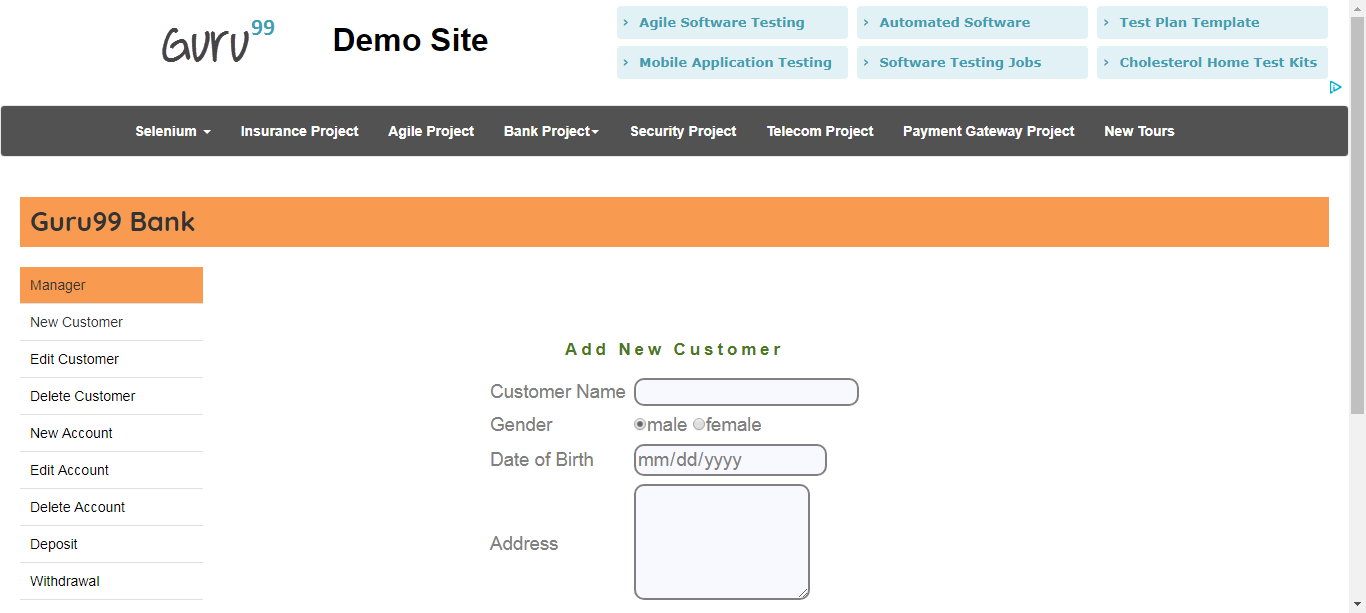 Guru99
Demo Site
› Agile Software Testing
› Automated Software
› Test Plan Template
› Mobile Application Testing
› Software Testing Jobs
› Cholesterol Home Test Kits
Selenium Insurance Project Agile Project Bank Project Security Project Telecom Project Payment Gateway Project New Tours
Guru99 Bank
Manager
New Customer
Edit Customer
Delete Customer
New Account
Edit Account
Delete Account
Deposit
Withdrawal
Add New Customer
Customer Name
Gender male female
Date of Birth mm/dd/yyyy
Address